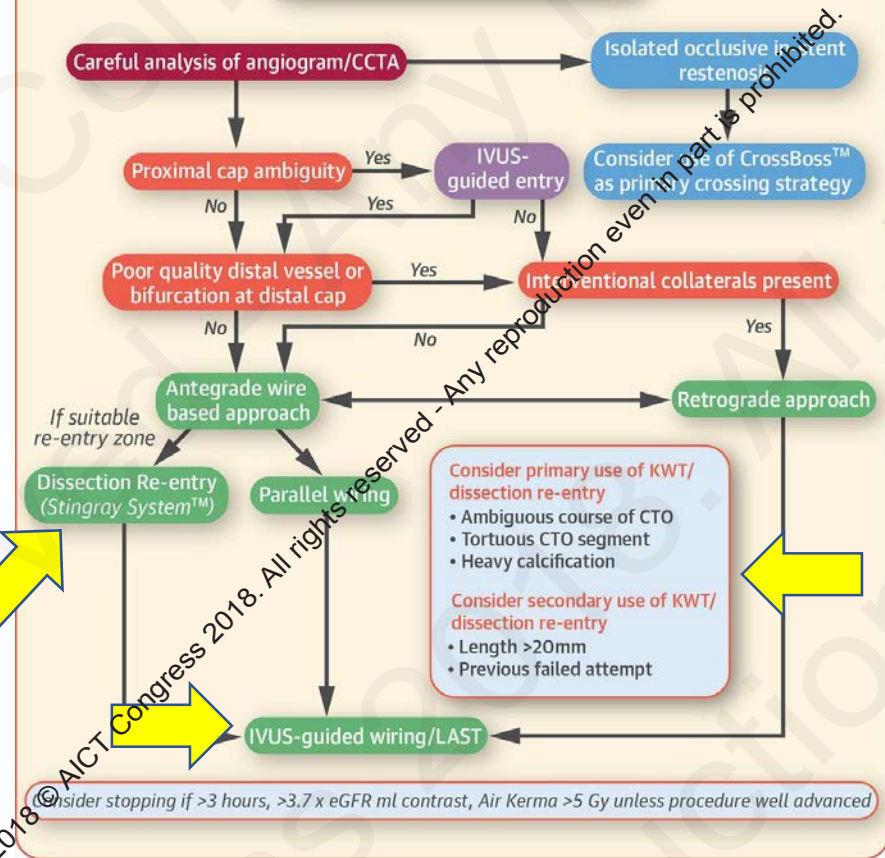 Careful analysis of angiogram/CCTA
Isolated occlusive in-stent
restenosis
Proximal cap ambiguity
Yes
IVUS-
guided entry
Consider use of CrossBoss™
as primary crossing strategy
No
Yes
No
Poor quality distal vessel or
bifurcation at distal cap
Yes
Interventional collaterals present
No
No
Yes
Antegrade wire
based approach
Retrograde approach
If suitable
re-entry zone
Dissection Re-entry
(Stingray System™)
Parallel wiring
Consider primary use of KWT/
dissection re-entry
• Ambiguous course of CTO
• Tortuous CTO segment
• Heavy calcification
Consider secondary use of KWT/
dissection re-entry
• Length >20mm
• Previous failed attempt
IVUS-guided wiring/LAST
Consider stopping if >3 hours, >3.7 x eGFR ml contrast, Air Kerma >5 Gy unless procedure well advanced
2018 © AICT Congress 2018. All rights reserved - Any reproduction even in part is prohibited.